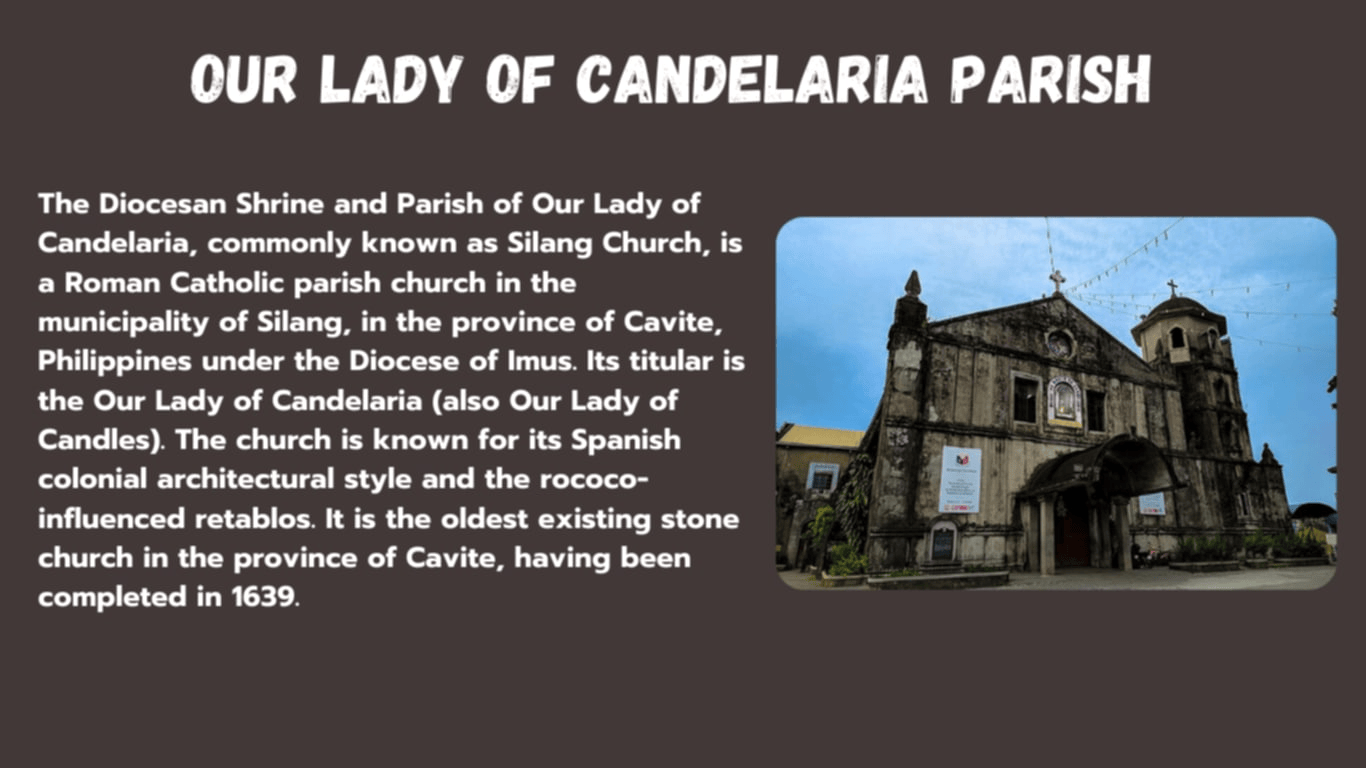 OUR LADY OF CANDELARIA PARISH
The Diocesan Shrine and Parish of Our Lady of
Candelaria, commonly known as Silang Church, is
a Roman Catholic parish church in the
municipality of Silang, in the province of Cavite,
Philippines under the Diocese of Imus. Its titular is
the Our Lady of Candelaria (also Our Lady of
Candles). The church is known for its Spanish
colonial architectural style and the rococo-
influenced retablos. It is the oldest existing stone
church in the province of Cavite, having been
completed in 1639.